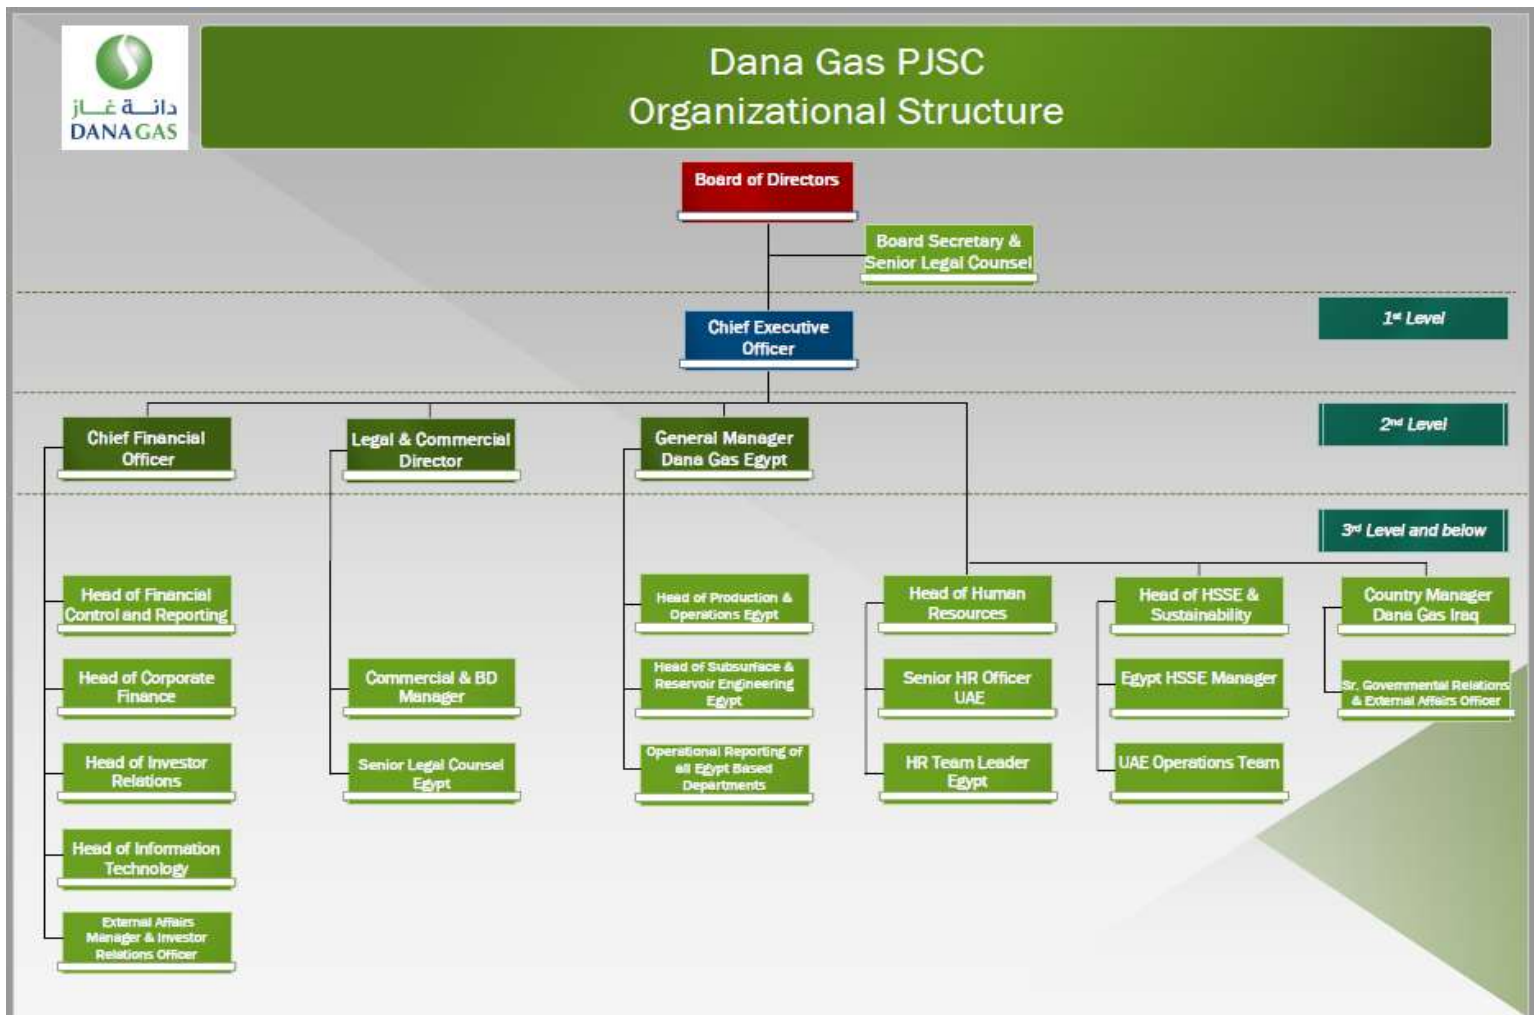 دانــة غــاز
DANA GAS
Dana Gas PJSC
Organizational Structure
Board of Directors
Board Secretary &
Senior Legal Counsel
1st Level
Chief Executive
Officer
2nd Level
Chief Financial
Officer
Legal & Commercial
Director
General Manager
Dana Gas Egypt
3rd Level and below
Head of Financial
Control and Reporting
Head of Corporate
Finance
Head of Investor
Relations
Head of Information
Technology
External Affairs
Manager & Investor
Relations Officer
Commercial & BD
Manager
Senior Legal Counsel
Egypt
Head of Production &
Operations Egypt
Head of Subsurface &
Reservoir Engineering
Egypt
Operational Reporting of
all Egypt Based
Departments
Head of Human
Resources
Senior HR Officer
UAE
HR Team Leader
Egypt
Head of HSSE &
Sustainability
Egypt HSSE Manager
UAE Operations Team
Country Manager
Dana Gas Iraq
Sr. Governmental Relations
& External Affairs Officer